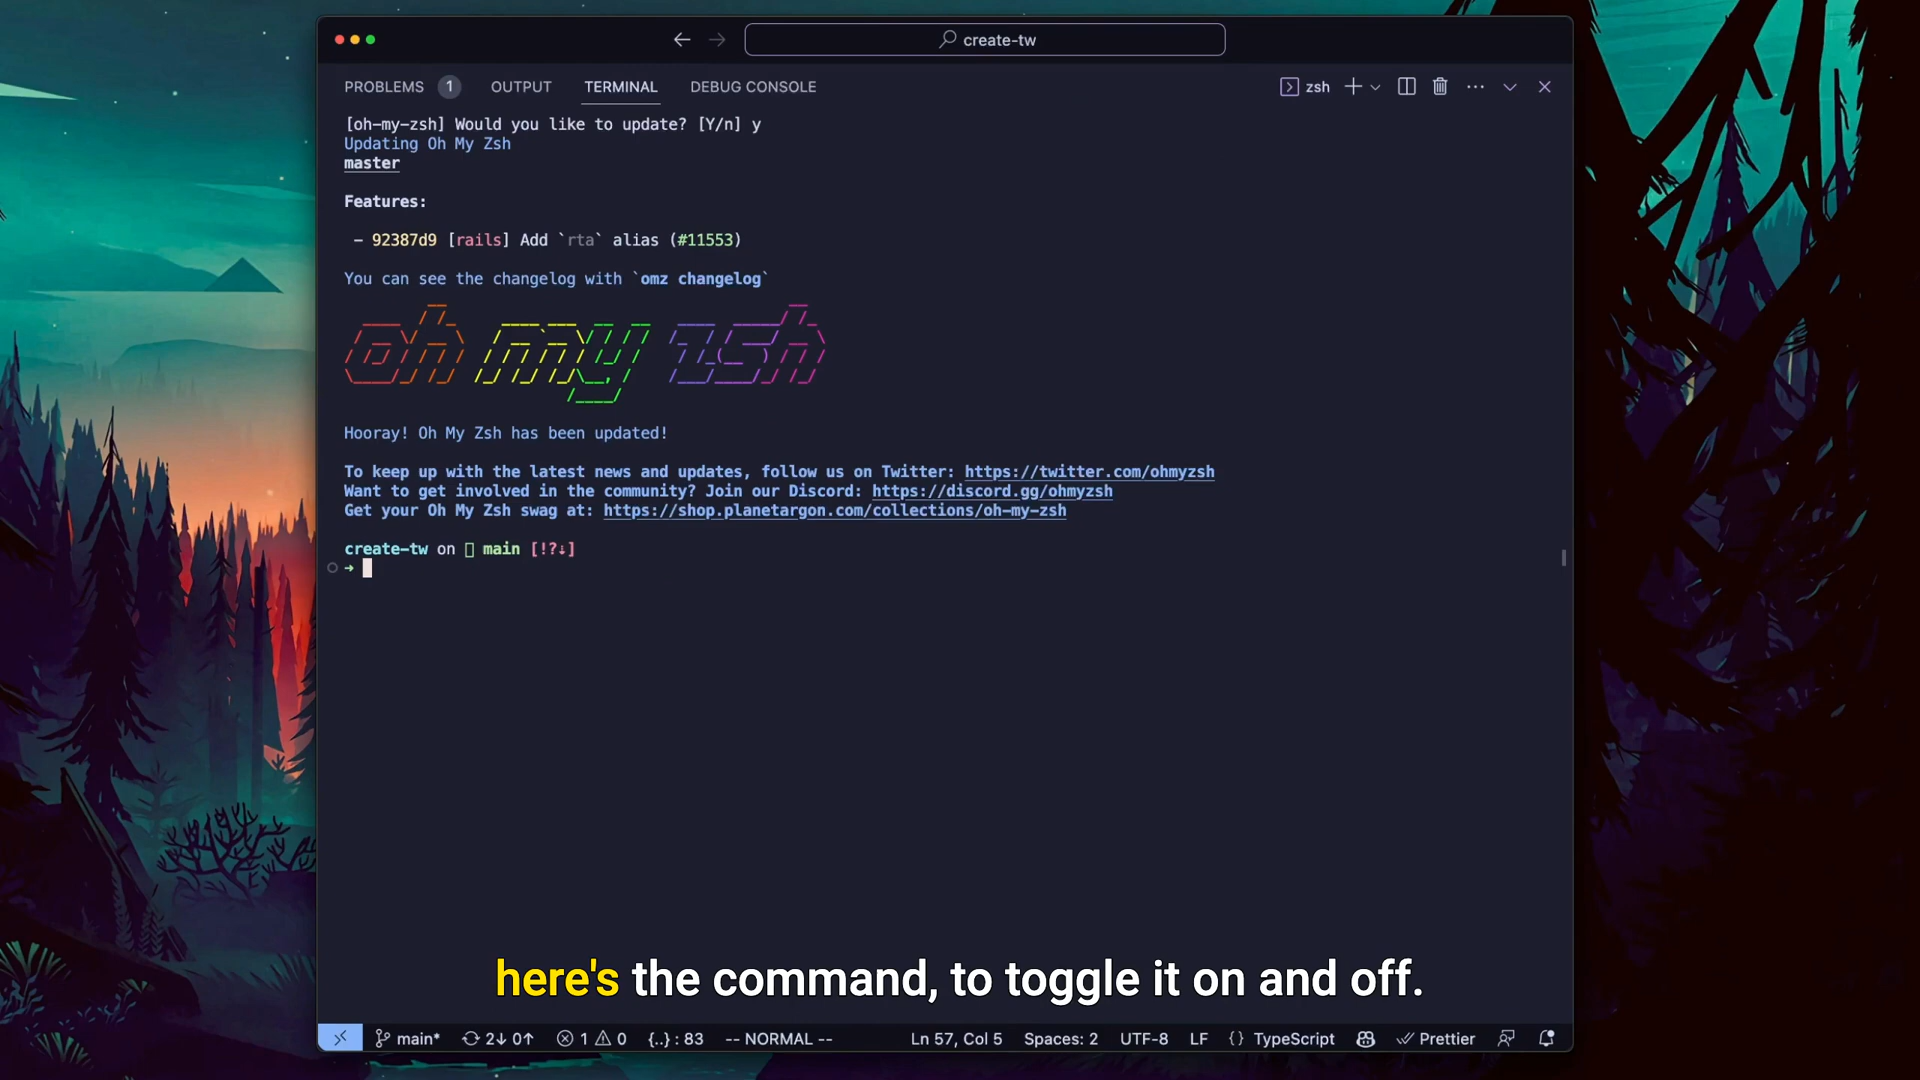 create-tw
PROBLEMS 1 OUTPUT TERMINAL DEBUG CONSOLE zsh
[oh-my-zsh] Would you like to update? [Y/n] y
Updating Oh My Zsh
master
Features:
- 92387d9 [rails] Add `rta` alias (#11553)
You can see the changelog with `omz changelog`
oh my zsh
Hooray! Oh My Zsh has been updated!
To keep up with the latest news and updates, follow us on Twitter: https://twitter.com/ohmyzsh
Want to get involved in the community? Join our Discord: https://discord.gg/ohmyzsh
Get your Oh My Zsh swag at: https://shop.planetargon.com/collections/oh-my-zsh
create-tw on main [!?⇣]
➜
here's the command, to toggle it on and off.
main* 2↓ 0↑ 1 0 {..} : 83 -- NORMAL -- Ln 57, Col 5 Spaces: 2 UTF-8 LF {} TypeScript Prettier